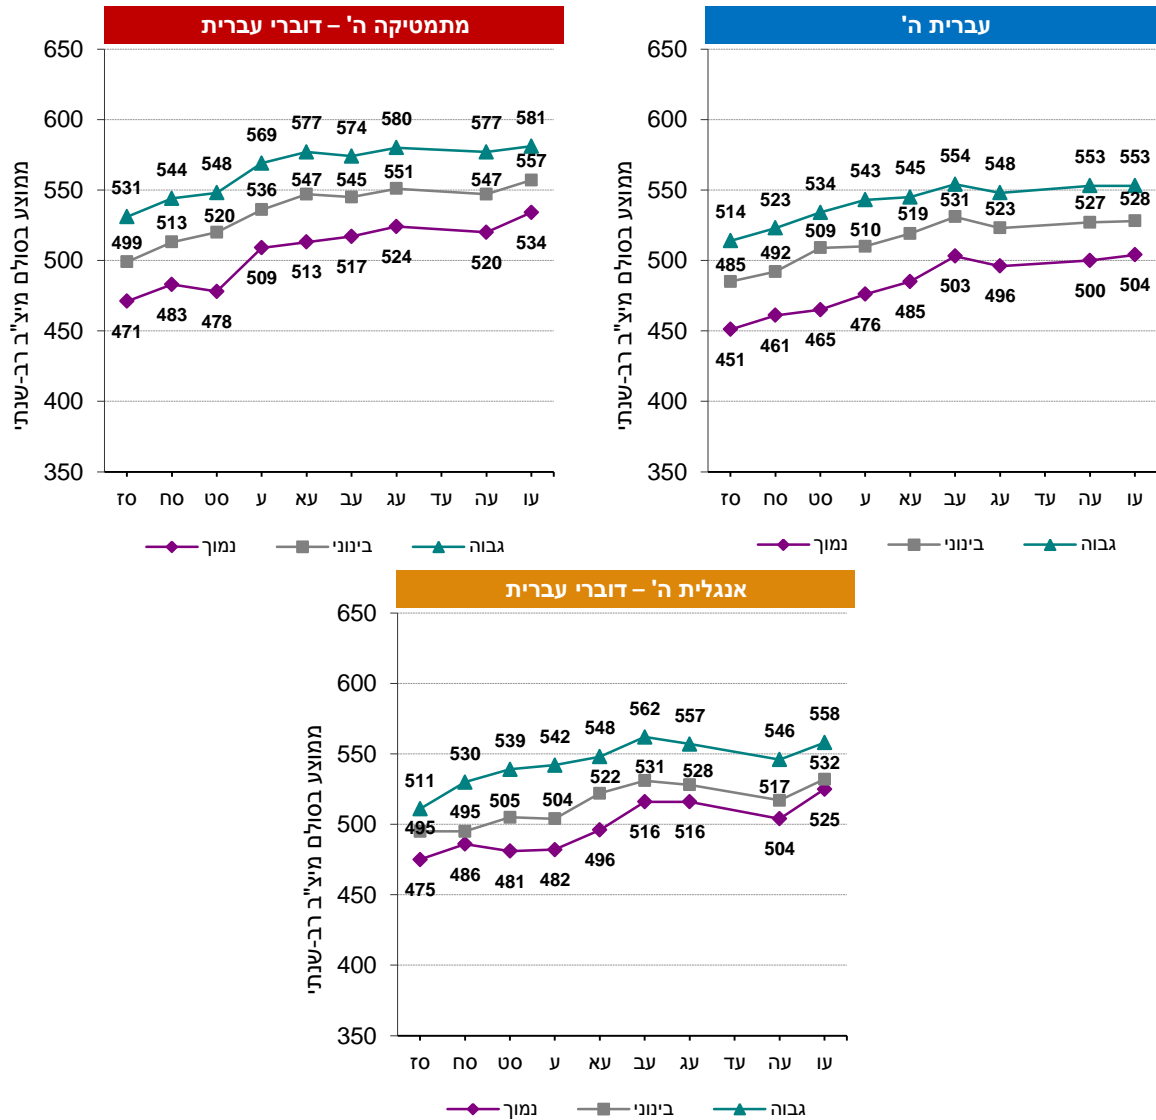 עברית ה'
ממוצע בסולם מיצ"ב רב-שנתי
650
600
550
500
450
400
350
514 523 534 543 545 554 548 553 553
485 492 509 510 519 531 523 527 528
451 461 465 476 485 503 496 500 504
סז סח סט ע עא עב עג עד עה עו
נמוך בינוני גבוה
מתמטיקה ה' – דוברי עברית
ממוצע בסולם מיצ"ב רב-שנתי
650
600
550
500
450
400
350
531 544 548 569 577 574 580 577 581
499 513 520 536 547 545 551 547 557
471 483 478 509 513 517 524 520 534
סז סח סט ע עא עב עג עד עה עו
נמוך בינוני גבוה
אנגלית ה' – דוברי עברית
ממוצע בסולם מיצ"ב רב-שנתי
650
600
550
500
450
400
350
511 530 539 542 548 562 557 546 558
495 495 505 504 522 531 528 517 532
475 486 481 482 496 516 516 504 525
סז סח סט ע עא עב עג עד עה עו
נמוך בינוני גבוה